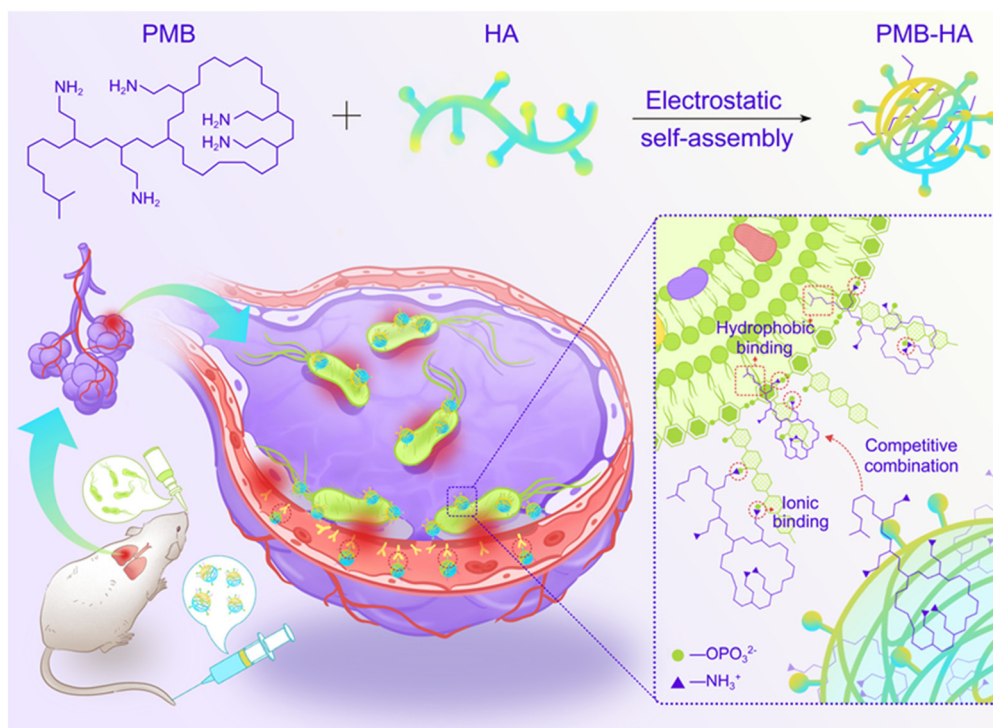 PMB
HA
PMB-HA
NH₂
H₂N
H₂N
H₂N
NH₂
+
Electrostatic
self-assembly
Hydrophobic
binding
Competitive
combination
Ionic
binding
—OPO₃²⁻
—NH₃⁺